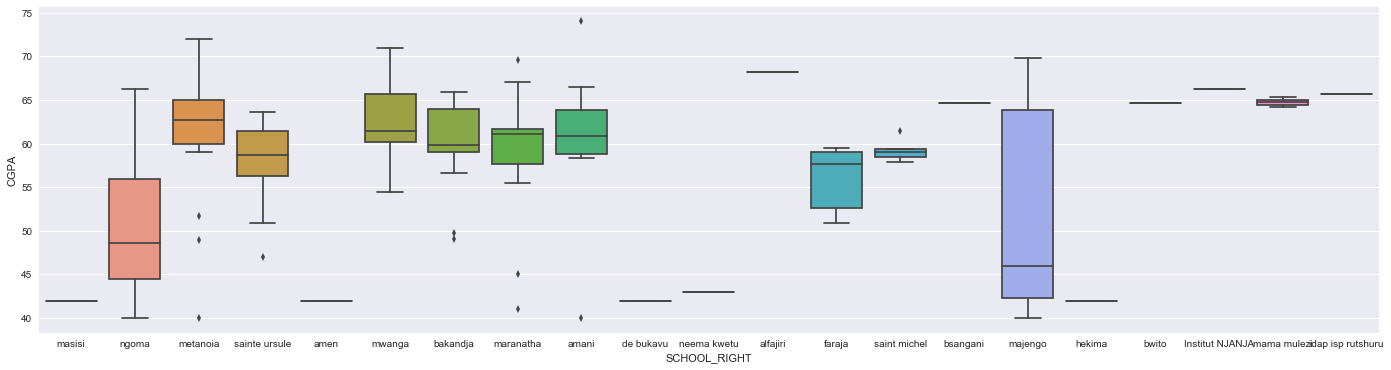 75
70
65
60
55
50
45
40
CGPA
masisi ngoma metanoia sainte ursule amen mwanga bakandja maranatha amani de bukavu neema kwetu alfajiri faraja saint michel bsangani majengo hekima bwito Institut NJANJA mama mulezi idap isp rutshuru
SCHOOL_RIGHT